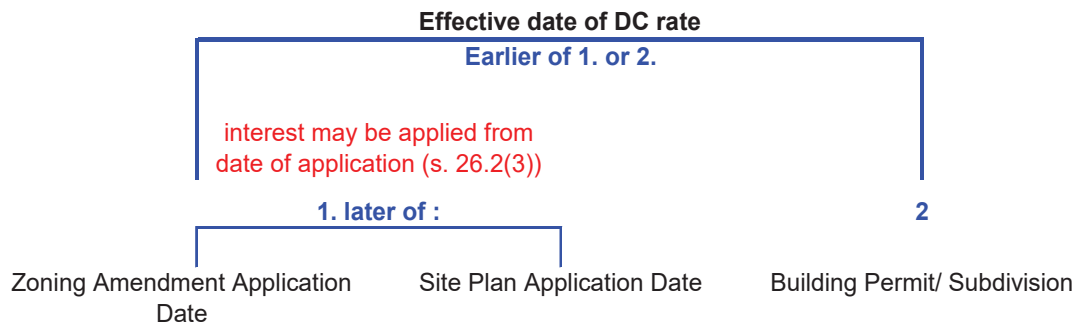 Effective date of DC rate
Earlier of 1. or 2.
interest may be applied from
date of application (s. 26.2(3))
1. later of :
2
Zoning Amendment Application
Date
Site Plan Application Date
Building Permit/ Subdivision